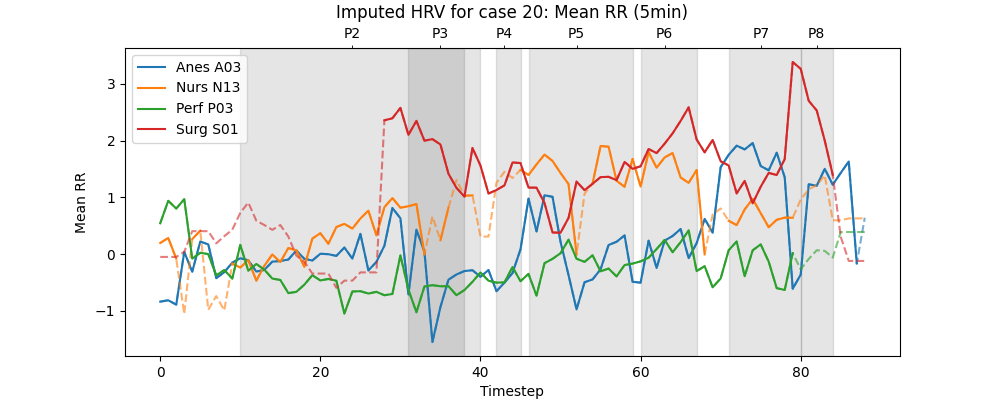 Imputed HRV for case 20: Mean RR (5min)
P2 P3 P4 P5 P6 P7 P8
Anes A03
Nurs N13
Perf P03
Surg S01
3
2
1
0
−1
Mean RR
0 20 40 60 80
Timestep